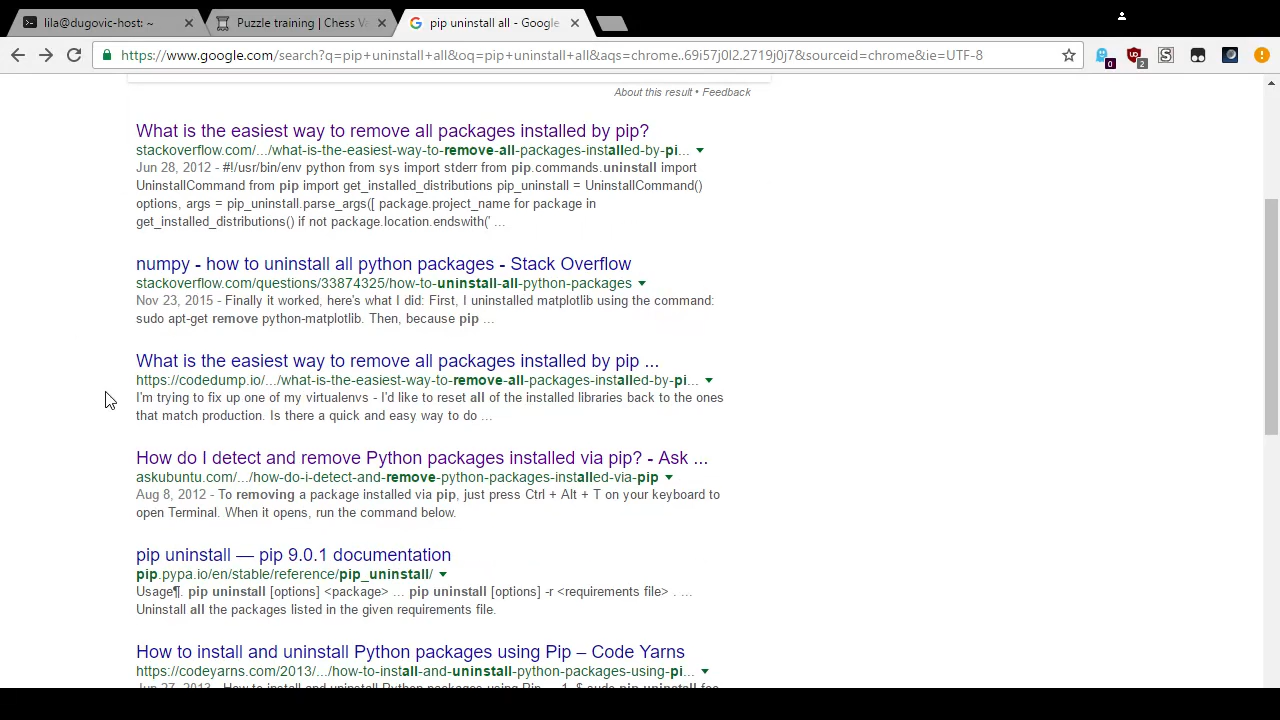 lila@dugovic-host: ~
Puzzle training | Chess V
pip uninstall all - Google
https://www.google.com/search?q=pip+uninstall+all&oq=pip+uninstall+all&aqs=chrome..69i57j0l2.2719j0j7&sourceid=chrome&ie=UTF-8
0
2
About this result • Feedback
What is the easiest way to remove all packages installed by pip?
stackoverflow.com/.../what-is-the-easiest-way-to-remove-all-packages-installed-by-pi...
Jun 28, 2012 - #!/usr/bin/env python from sys import stderr from pip.commands.uninstall import
UninstallCommand from pip import get_installed_distributions pip_uninstall = UninstallCommand()
options, args = pip_uninstall.parse_args([ package.project_name for package in
get_installed_distributions() if not package.location.endswith(' ...
numpy - how to uninstall all python packages - Stack Overflow
stackoverflow.com/questions/33874325/how-to-uninstall-all-python-packages
Nov 23, 2015 - Finally it worked, here's what I did: First, I uninstalled matplotlib using the command:
sudo apt-get remove python-matplotlib. Then, because pip ...
What is the easiest way to remove all packages installed by pip ...
https://codedump.io/.../what-is-the-easiest-way-to-remove-all-packages-installed-by-pi...
I'm trying to fix up one of my virtualenvs - I'd like to reset all of the installed libraries back to the ones
that match production. Is there a quick and easy way to do ...
How do I detect and remove Python packages installed via pip? - Ask ...
askubuntu.com/.../how-do-i-detect-and-remove-python-packages-installed-via-pip
Aug 8, 2012 - To removing a package installed via pip, just press Ctrl + Alt + T on your keyboard to
open Terminal. When it opens, run the command below.
pip uninstall — pip 9.0.1 documentation
pip.pypa.io/en/stable/reference/pip_uninstall/
Usage¶. pip uninstall [options] <package> ... pip uninstall [options] -r <requirements file> . ...
Uninstall all the packages listed in the given requirements file.
How to install and uninstall Python packages using Pip – Code Yarns
https://codeyarns.com/2013/.../how-to-install-and-uninstall-python-packages-using-pi...
Jun 27, 2013 - How to install and uninstall Python packages using Pip